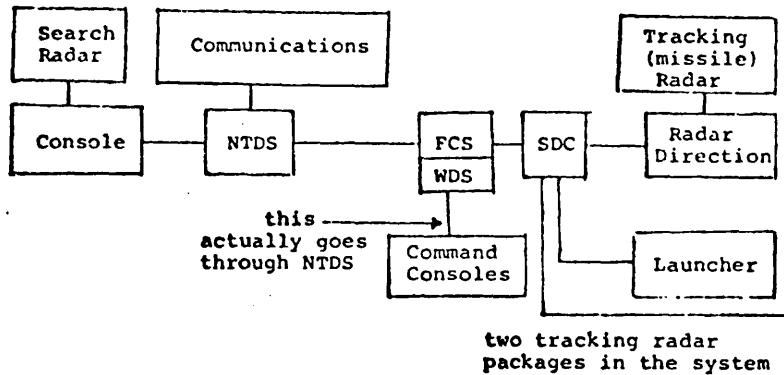 Search
Radar
Communications
Tracking
(missile)
Radar
Console
NTDS
FCS
WDS
SDC
Radar
Direction
this
actually goes
through NTDS
Command
Consoles
Launcher
two tracking radar
packages in the system